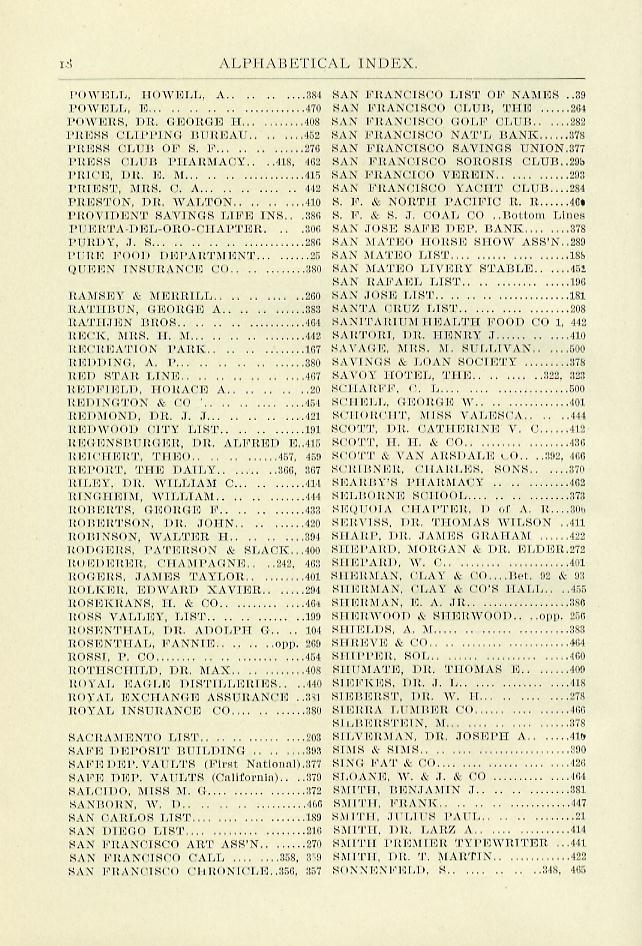 18 ALPHABETICAL INDEX.
POWELL, HOWELL, A.. .. .. ....384
POWELL, E... .. .. .. .. ............470
POWERS, DR. GEORGE H... ........408
PRESS CLIPPING BUREAU.. .. ....452
PRESS CLUB OF S. F... .. .. .. .. ..276
PRESS CLUB PHARMACY.. ..418, 462
PRICE, DR. E. M... .. .. .. .. .. ....415
PRIEST, MRS. C. A... .. .. .. .... .. 442
PRESTON, DR. WALTON.. .. .. .. ..410
PROVIDENT SAVINGS LIFE INS. ..386
PUERTA-DEL-ORO-CHAPTER. .. ..306
PURDY, J. S... .. .. .. .. .. .. .. .. ..286
PURE FOOD DEPARTMENT... .. .. ..25
QUEEN INSURANCE CO.. .. .. .. ....380
RAMSEY & MERRILL.. .. .. .. ......260
RATHBUN, GEORGE A.. .. .. .. ....383
RATHJEN BROS.. .. .. .. .. .. .. ....464
RECK, MRS. H. M... .. .. .. .. ......442
RECREATION PARK.. .. .. .. .. ....167
REDDING, A. P... .. .. .. .. .. ......380
RED STAR LINE.. .. .. .. .. .. ......467
REDFIELD, HORACE A.. .. .. .. .. ..20
REDINGTON & CO .. .. .. .. .. ....454
REDMOND, DR. J. J... .. .. .. .. ....421
REDWOOD CITY LIST.. .. .. .. ....191
REGENSBURGER, DR. ALFRED E..415
REICHERT, THEO.. .. .. ......457, 459
REPORT, THE DAILY.. .. .. ..366, 367
RILEY, DR. WILLIAM C... .. .. ....414
RINGHEIM, WILLIAM.. .. .. .. ....444
ROBERTS, GEORGE F.. .. .. .. ....433
ROBERTSON, DR. JOHN.. .. .. ....420
ROBINSON, WALTER H.. .. .. .. ..394
RODGERS, PATERSON & SLACK...400
ROEDERER, CHAMPAGNE.. ..242, 463
ROGERS, JAMES TAYLOR.. ........401
ROLKER, EDWARD XAVIER.. .. ....294
ROSEKRANS, H. & CO.. .. ..........464
ROSS VALLEY, LIST.. .. .. .. .. ....199
ROSENTHAL, DR. ADOLPH G.. .. 104
ROSENTHAL, FANNIE.. .. .. ..opp. 269
ROSSI, P. CO.... .. .. .. .. .. ........454
ROTHSCHILD, DR. MAX.. .. .. ....408
ROYAL EAGLE DISTILLERIES.. ..440
ROYAL EXCHANGE ASSURANCE ..381
ROYAL INSURANCE CO.... .. .. ....380
SACRAMENTO LIST.. .. .. .. .. ....203
SAFE DEPOSIT BUILDING .. .. .. ..393
SAFE DEP. VAULTS (First National).377
SAFE DEP. VAULTS (California).. ..379
SALCIDO, MISS M. G.... .. .. ......372
SANBORN, W. D.. .. .. .. .. .. ......466
SAN CARLOS LIST.... .. .. .. ......189
SAN DIEGO LIST.... .. .. .. ........216
SAN FRANCISCO ART ASS'N.. ......270
SAN FRANCISCO CALL .... ....358, 359
SAN FRANCISCO CHRONICLE..356, 357
SAN FRANCISCO LIST OF NAMES ..39
SAN FRANCISCO CLUB, THE ......264
SAN FRANCISCO GOLF CLUB.. ....282
SAN FRANCISCO NAT'L BANK......378
SAN FRANCISCO SAVINGS UNION.377
SAN FRANCISCO SOROSIS CLUB..295
SAN FRANCICO VEREIN.. .. ......293
SAN FRANCISCO YACHT CLUB....284
S. F. & NORTH PACIFIC R. R......
S. F. & S. J. COAL CO ..Bottom Lines
SAN JOSE SAFE DEP. BANK.... ....378
SAN MATEO HORSE SHOW ASS'N..289
SAN MATEO LIST.... .. .. .. ......188
SAN MATEO LIVERY STABLE.. ....452
SAN RAFAEL LIST.. .. .. .. .. ....196
SAN JOSE LIST.. .. .. .. .. .. ......181
SANTA CRUZ LIST.. .. .. .. .. ....208
SANITARIUM HEALTH FOOD CO 1, 442
SARTORI, DR. HENRY J.... .. ......410
SAVAGE, MRS. M. SULLIVAN.. ....500
SAVINGS & LOAN SOCIETY ......378
SAVOY HOTEL, THE.. .. .. ..322, 323
SCHARFF, C. L.... .. .. .. .. ........500
SCHELL, GEORGE W.. .. .. .. ......401
SCHORCHT, MISS VALESCA.. .. ..444
SCOTT, DR. CATHERINE V. C......412
SCOTT, H. H. & CO.. .. ............436
SCOTT & VAN ARSDALE CO.. ..392, 466
SCRIBNER, CHARLES, SONS.. ....370
SEARBY'S PHARMACY .. .. .. ......462
SELBORNE SCHOOL.. .. .. .. ......373
SEQUOIA CHAPTER, D of A. R....306
SERVISS, DR. THOMAS WILSON ..411
SHARP, DR. JAMES GRAHAM ......422
SHEPARD, MORGAN & DR. ELDER.272
SHEPARD, W. C.. .. .. .. .. ........401
SHERMAN, CLAY & CO....Bet. 92 & 93
SHERMAN, CLAY & CO'S HALL.. ..455
SHERMAN, E. A. JR.. .. .. .. ......386
SHERWOOD & SHERWOOD.. ..opp. 256
SHIELDS, A. M.... .. .. .. .. ........383
SHREVE & CO.... .. .. .. .. ........464
SHIPPER, SOL.. .. .. .. .. .. ......460
SHUMATE, DR. THOMAS E.. ......409
SIEFKES, DR. J. L.... .. .. .. ......418
SIEBERST, DR. W. H... .. .. ......278
SIERRA LUMBER CO.... .. .. ......466
SILBERSTEIN, M... .. .. .. .. ......378
SILVERMAN, DR. JOSEPH A.. ......
SIMS & SIMS.. .. .. .. .. .. ........390
SING FAT & CO.... .. .. .. .. ......426
SLOANE, W. & J. & CO .. .. ......464
SMITH, BENJAMIN J.. .. .. .. ....381
SMITH, FRANK.. .. .. .. .. .. ....447
SMITH, JULIUS PAUL.. .. .. .. ....21
SMITH, DR. LARZ A.. .. .. .. ....414
SMITH PREMIER TYPEWRITER ...441
SMITH, DR. T. MARTIN.. .. ........422
SONNENFELD, S.. .. .. .. .. ..348, 465